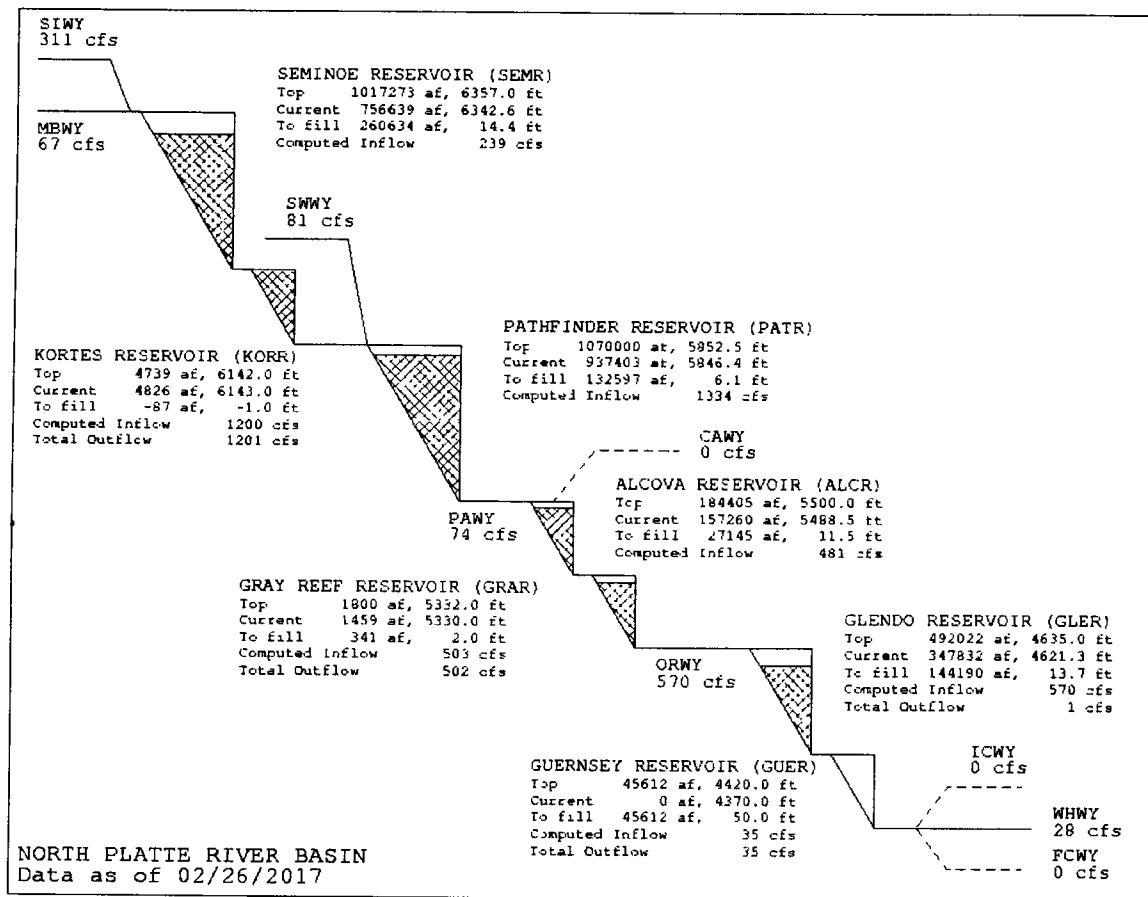 SIWY
311 cfs
MBWY
67 cfs
SEMINOE RESERVOIR (SEMR)
Top 1017273 af, 6357.0 ft
Current 756639 af, 6342.6 ft
To fill 260634 af, 14.4 ft
Computed Inflow 239 cfs
SWWY
81 cfs
KORTES RESERVOIR (KORR)
Top 4739 af, 6142.0 ft
Current 4826 af, 6143.0 ft
To fill -87 af, -1.0 ft
Computed Inflow 1200 cfs
Total Outflow 1201 cfs
PATHFINDER RESERVOIR (PATR)
Top 1070000 af, 5852.5 ft
Current 937403 af, 5846.4 ft
To fill 132597 af, 6.1 ft
Computed Inflow 1334 cfs
CAWY
0 cfs
PAWY
74 cfs
ALCOVA RESERVOIR (ALCR)
Top 184405 af, 5500.0 ft
Current 157260 af, 5488.5 ft
To fill 27145 af, 11.5 ft
Computed Inflow 481 cfs
GRAY REEF RESERVOIR (GRAR)
Top 1800 af, 5332.0 ft
Current 1459 af, 5330.0 ft
To fill 341 af, 2.0 ft
Computed Inflow 503 cfs
Total Outflow 502 cfs
ORWY
570 cfs
GLENDO RESERVOIR (GLER)
Top 492022 af, 4635.0 ft
Current 347832 af, 4621.3 ft
To fill 144190 af, 13.7 ft
Computed Inflow 570 cfs
Total Outflow 1 cfs
GUERNSEY RESERVOIR (GUER)
Top 45612 af, 4420.0 ft
Current 0 af, 4370.0 ft
To fill 45612 af, 50.0 ft
Computed Inflow 35 cfs
Total Outflow 35 cfs
ICWY
0 cfs
WHWY
28 cfs
FCWY
0 cfs
NORTH PLATTE RIVER BASIN
Data as of 02/26/2017